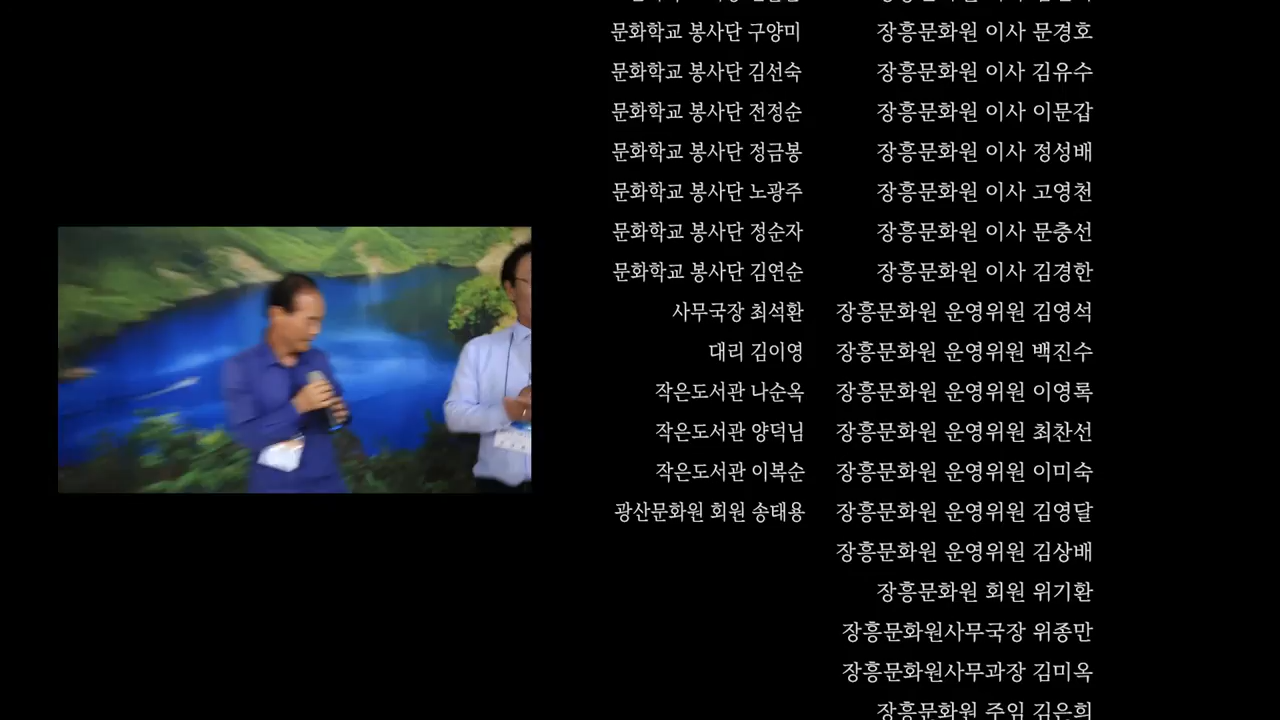 문화학교 봉사단 구양미
문화학교 봉사단 김선숙
문화학교 봉사단 전정순
문화학교 봉사단 정금봉
문화학교 봉사단 노광주
문화학교 봉사단 정순자
문화학교 봉사단 김연순
사무국장 최석환
대리 김이영
작은도서관 나순옥
작은도서관 양덕님
작은도서관 이복순
광산문화원 회원 송태용
장흥문화원 이사 문경호
장흥문화원 이사 김유수
장흥문화원 이사 이문갑
장흥문화원 이사 정성배
장흥문화원 이사 고영천
장흥문화원 이사 문충선
장흥문화원 이사 김경한
장흥문화원 운영위원 김영석
장흥문화원 운영위원 백진수
장흥문화원 운영위원 이영록
장흥문화원 운영위원 최찬선
장흥문화원 운영위원 이미숙
장흥문화원 운영위원 김영달
장흥문화원 운영위원 김상배
장흥문화원 회원 위기환
장흥문화원사무국장 위종만
장흥문화원사무과장 김미옥
장흥문화원 주임 김은희